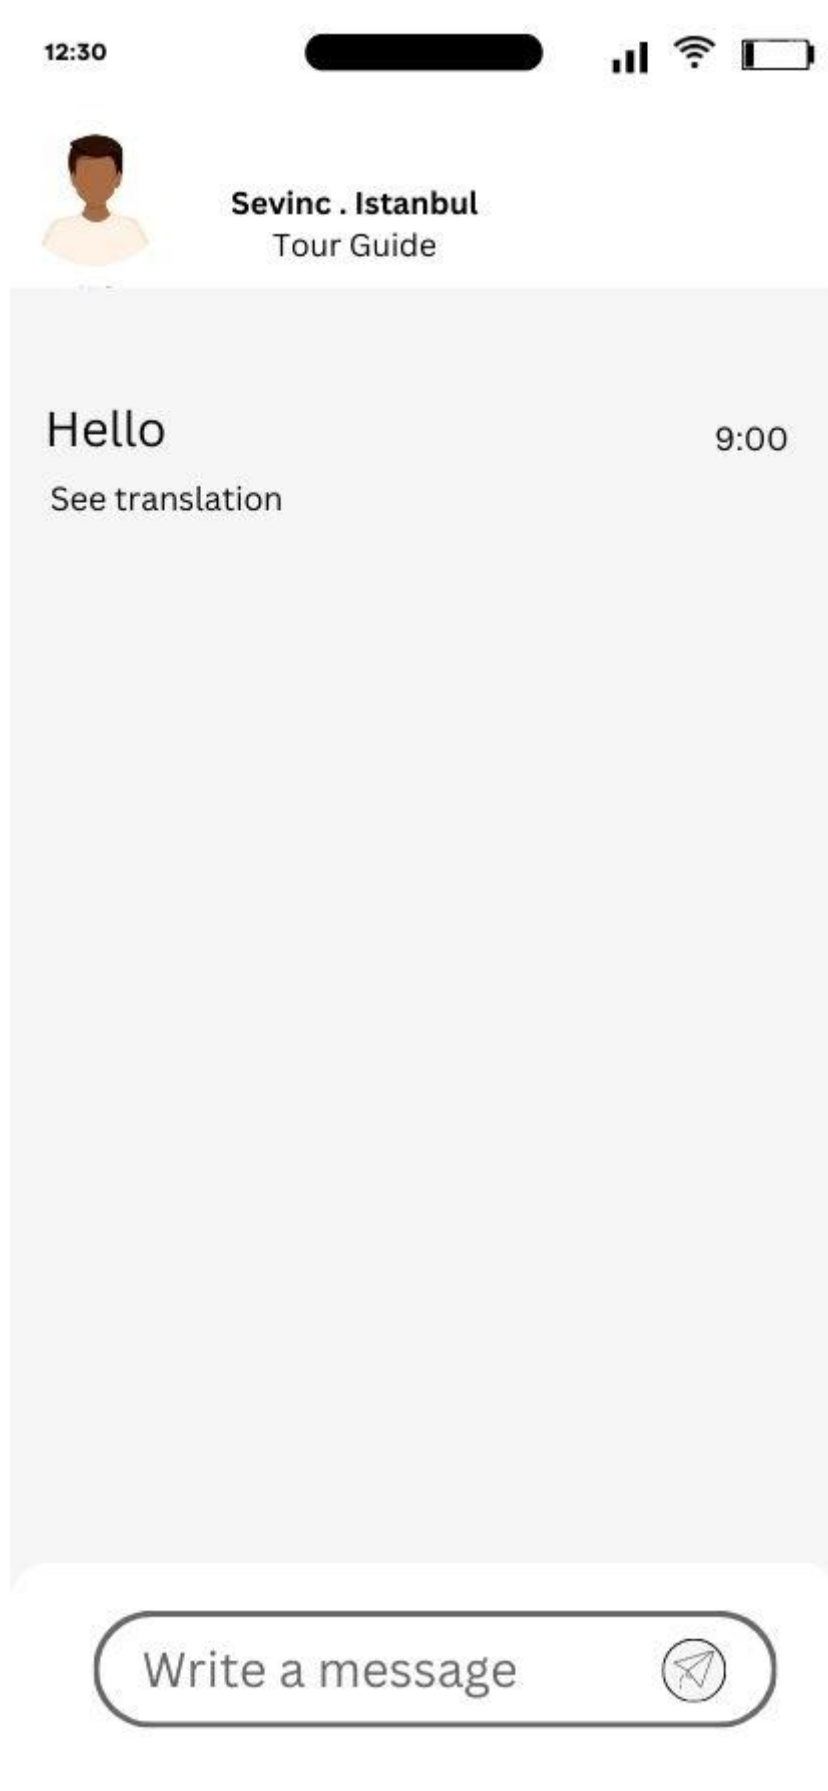 12:30
Sevinc . Istanbul
Tour Guide
Hello
9:00
See translation
Write a message